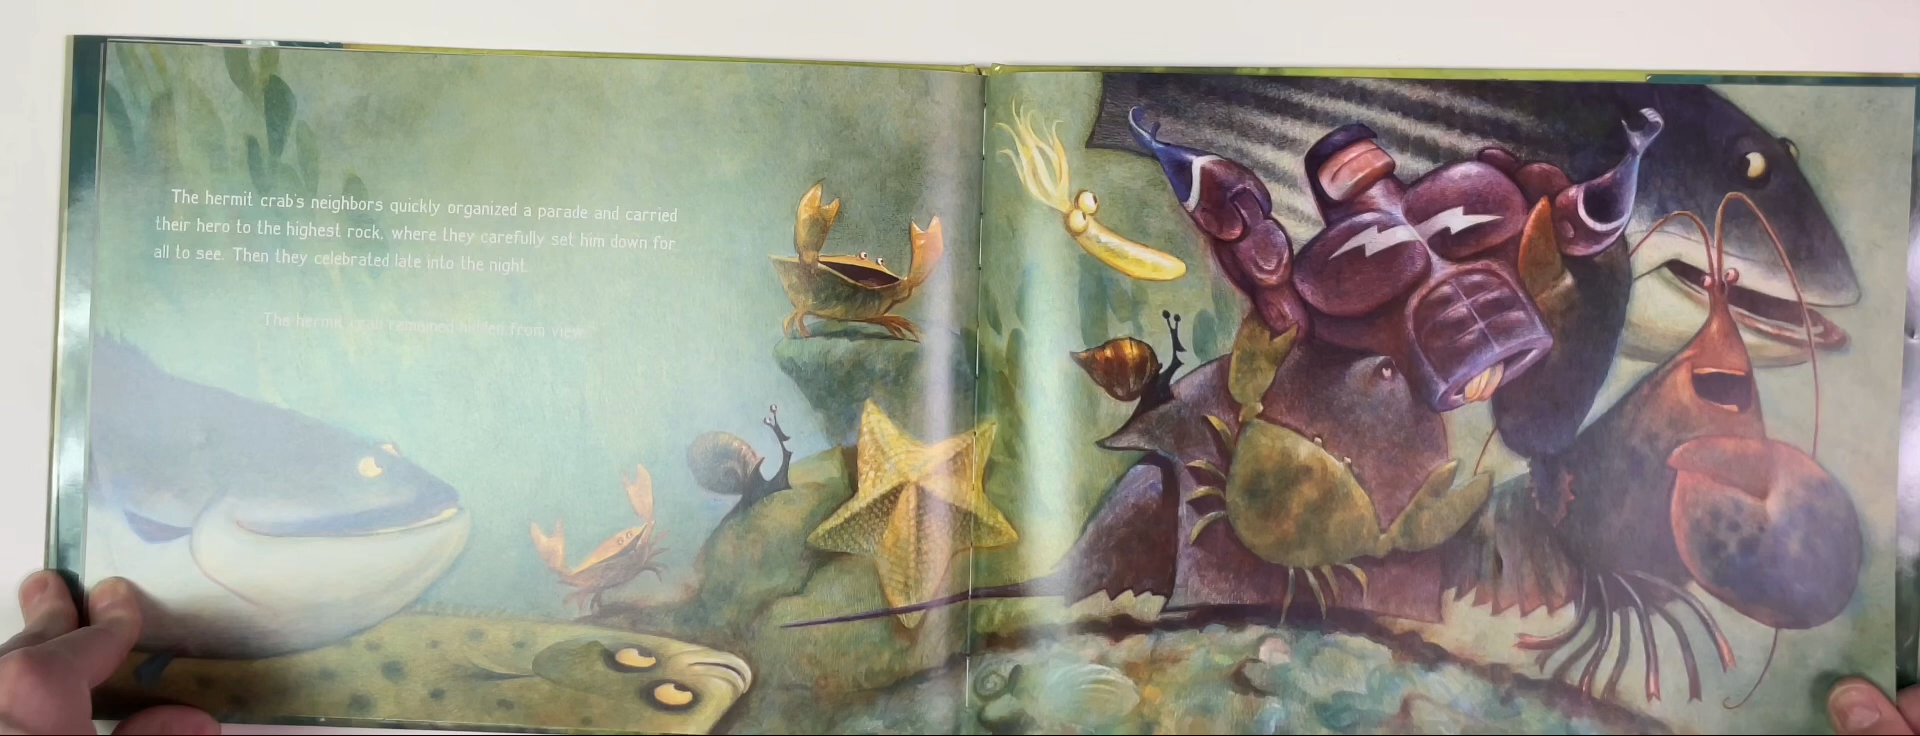 The hermit crab's neighbors quickly organized a parade and carried
their hero to the highest rock, where they carefully set him down for
all to see. Then they celebrated late into the night.
The hermit crab remained hidden from view.